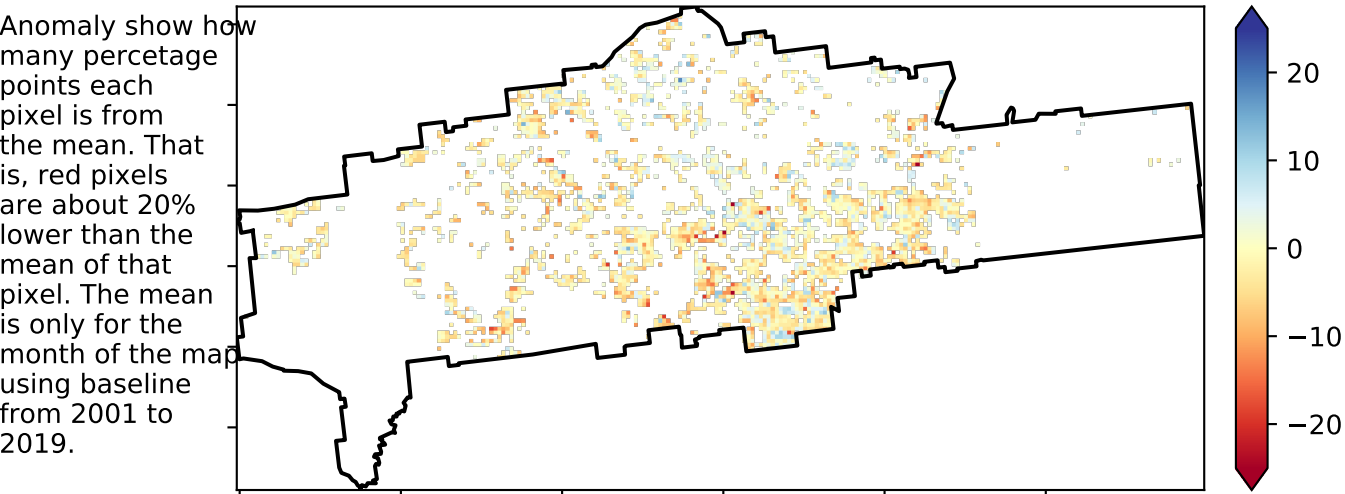 Anomaly show how
many percetage
points each
pixel is from
the mean. That
is, red pixels
are about 20%
lower than the
mean of that
pixel. The mean
is only for the
month of the map
using baseline
from 2001 to
2019.
20
10
0
−10
−20